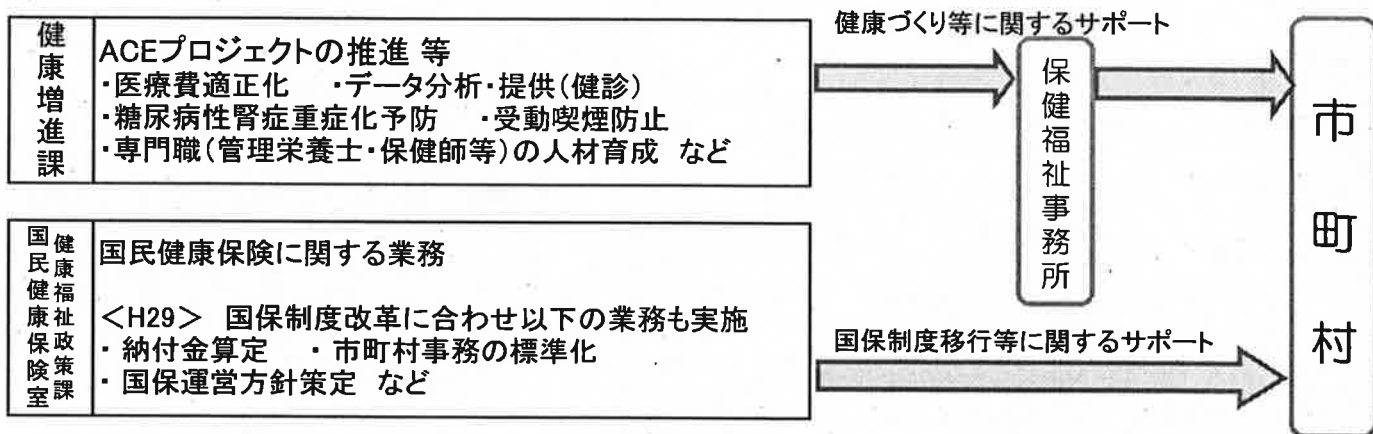 健康増進課
ACEプロジェクトの推進 等
・医療費適正化 ・データ分析・提供(健診)
・糖尿病性腎症重症化予防 ・受動喫煙防止
・専門職(管理栄養士・保健師等)の人材育成 など
健康づくり等に関するサポート
保健福祉事務所
市町村
健康福祉政策課
国民健康保険室
国民健康保険に関する業務
＜H29＞ 国保制度改革に合わせ以下の業務も実施
・ 納付金算定 ・ 市町村事務の標準化
・ 国保運営方針策定 など
国保制度移行等に関するサポート